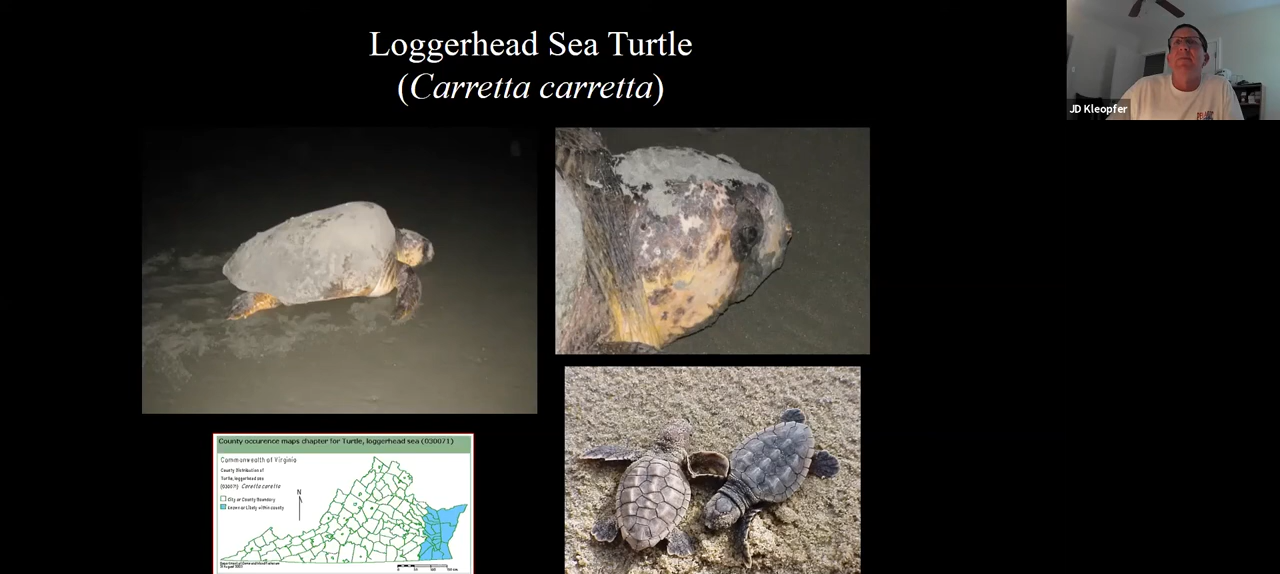 Loggerhead Sea Turtle
(Carretta carretta)
JD Kleopfer
County occurence maps chapter for Turtle, loggerhead sea (030071)
Commonwealth of Virginia
County Distribution of
Turtle, loggerhead sea
(030071) Caretta caretta
City or County Boundary
Known or Likely within county
N